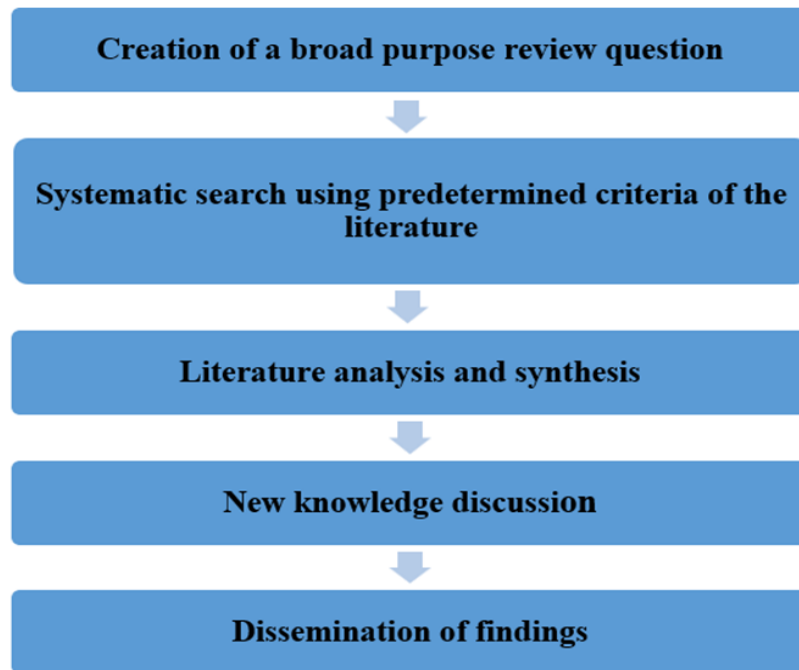 Creation of a broad purpose review question
Systematic search using predetermined criteria of the
literature
Literature analysis and synthesis
New knowledge discussion
Dissemination of findings